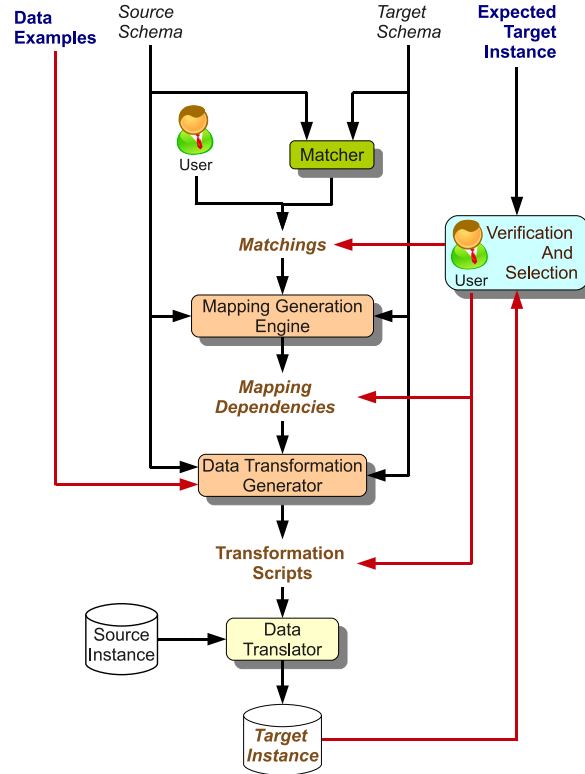 Data
Examples
Source
Schema
Target
Schema
Expected
Target
Instance
User
Matcher
Verification
And
Selection
User
Matchings
Mapping Generation
Engine
Mapping
Dependencies
Data Transformation
Generator
Transformation
Scripts
Source
Instance
Data
Translator
Target
Instance